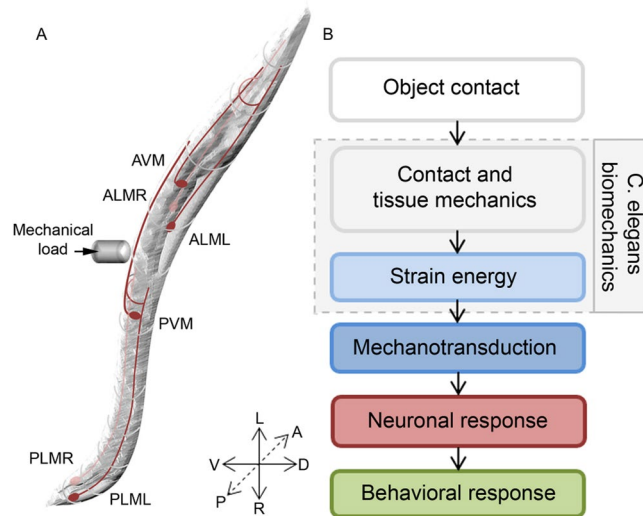 A
AVM
ALMR
Mechanical
load
ALML
PVM
PLMR
PLML
L
A
V
D
P
R
B
Object contact
Contact and
tissue mechanics
Strain energy
C. elegans
biomechanics
Mechanotransduction
Neuronal response
Behavioral response